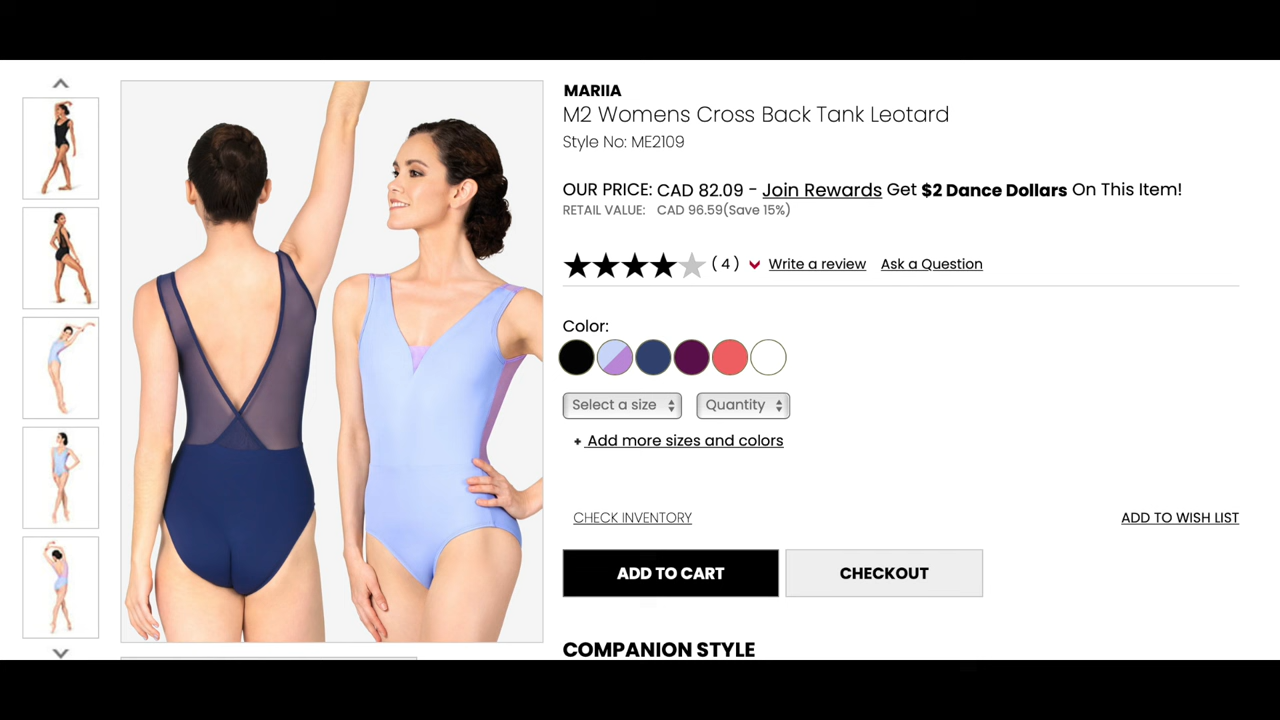 MARIIA
M2 Womens Cross Back Tank Leotard
Style No: ME2109
OUR PRICE: CAD 82.09 - Join Rewards Get $2 Dance Dollars On This Item!
RETAIL VALUE: CAD 96.59(Save 15%)
( 4 ) Write a review Ask a Question
Color:
Select a size Quantity
+ Add more sizes and colors
CHECK INVENTORY ADD TO WISH LIST
ADD TO CART CHECKOUT
COMPANION STYLE